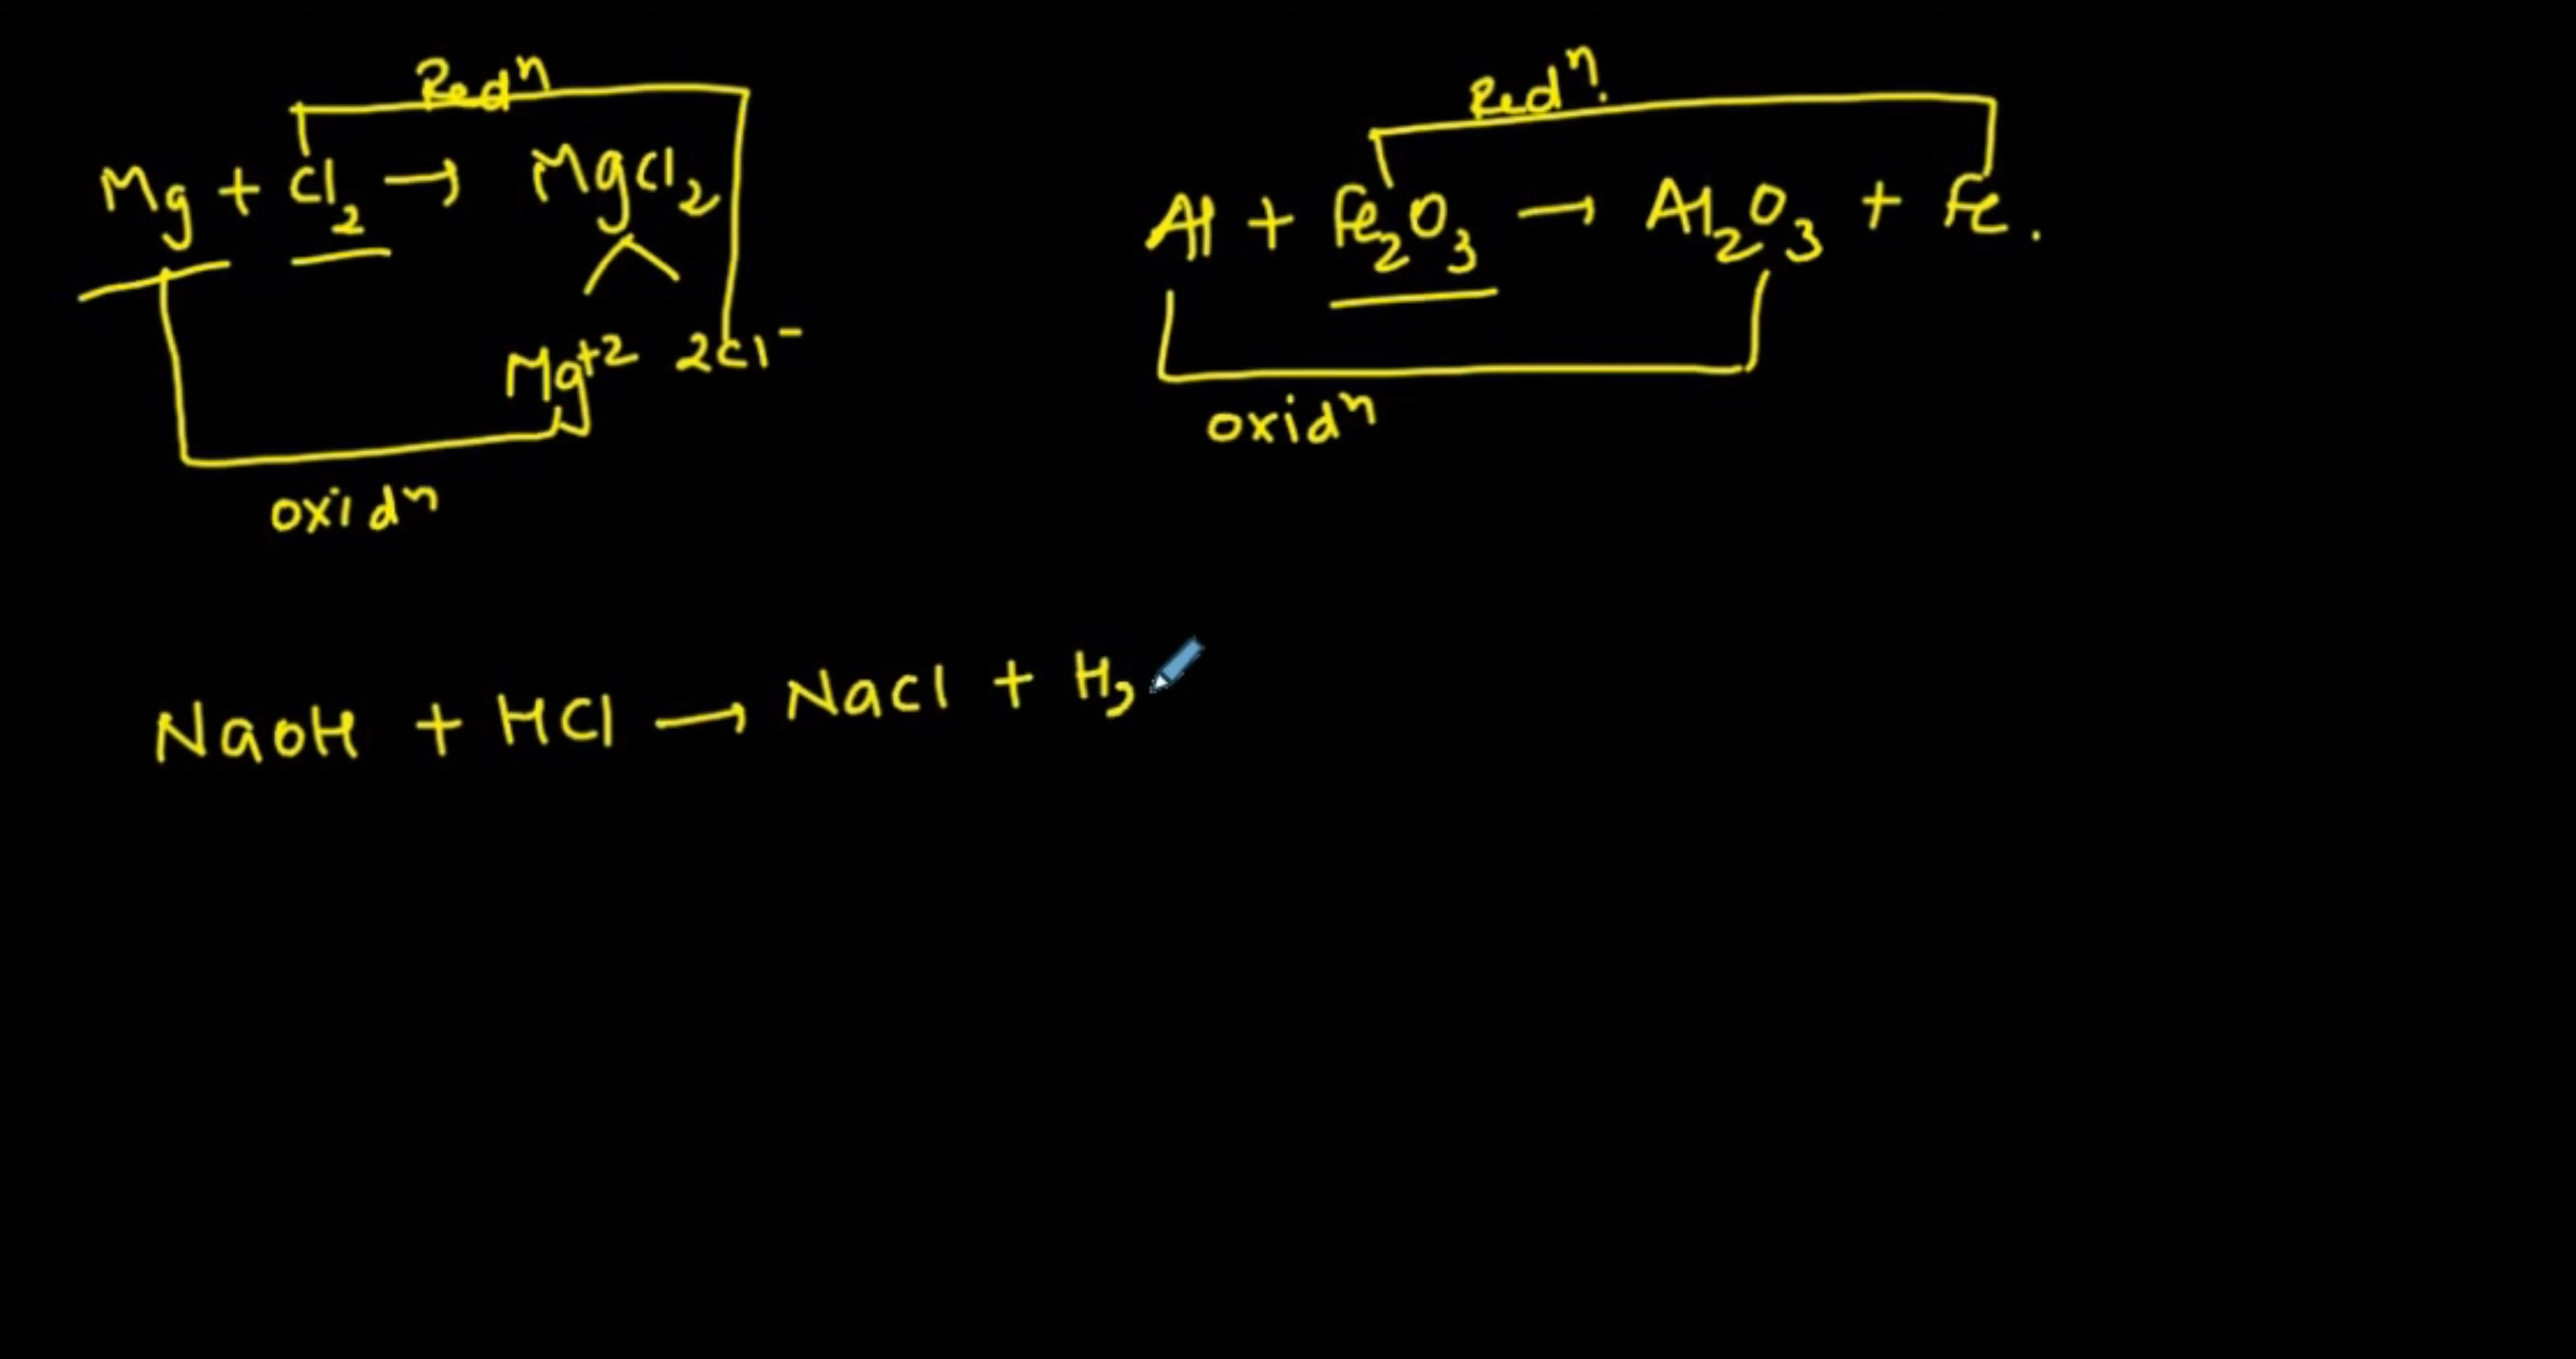 Redⁿ
Mg + Cl₂ → MgCl₂
Mg⁺² 2Cl⁻
oxidⁿ
Redⁿ.
Al + Fe₂O₃ → Al₂O₃ + Fe.
oxidⁿ
NaOH + HCl → NaCl + H₂